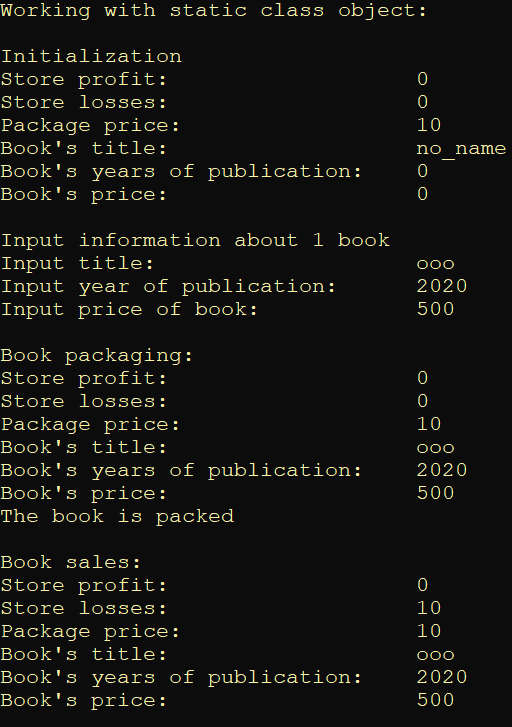 Working with static class object:
Initialization
Store profit: 0
Store losses: 0
Package price: 10
Book's title: no_name
Book's years of publication: 0
Book's price: 0
Input information about 1 book
Input title: ooo
Input year of publication: 2020
Input price of book: 500
Book packaging:
Store profit: 0
Store losses: 0
Package price: 10
Book's title: ooo
Book's years of publication: 2020
Book's price: 500
The book is packed
Book sales:
Store profit: 0
Store losses: 10
Package price: 10
Book's title: ooo
Book's years of publication: 2020
Book's price: 500